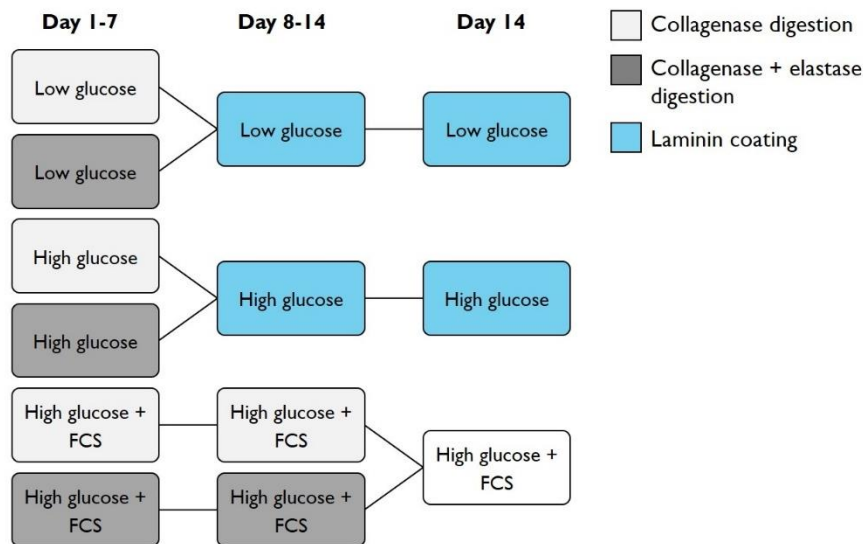 Day 1-7
Day 8-14
Day 14
Collagenase digestion
Collagenase + elastase
digestion
Laminin coating
Low glucose
Low glucose
Low glucose
Low glucose
High glucose
High glucose
High glucose
High glucose
High glucose +
FCS
High glucose +
FCS
High glucose +
FCS
High glucose +
FCS
High glucose +
FCS